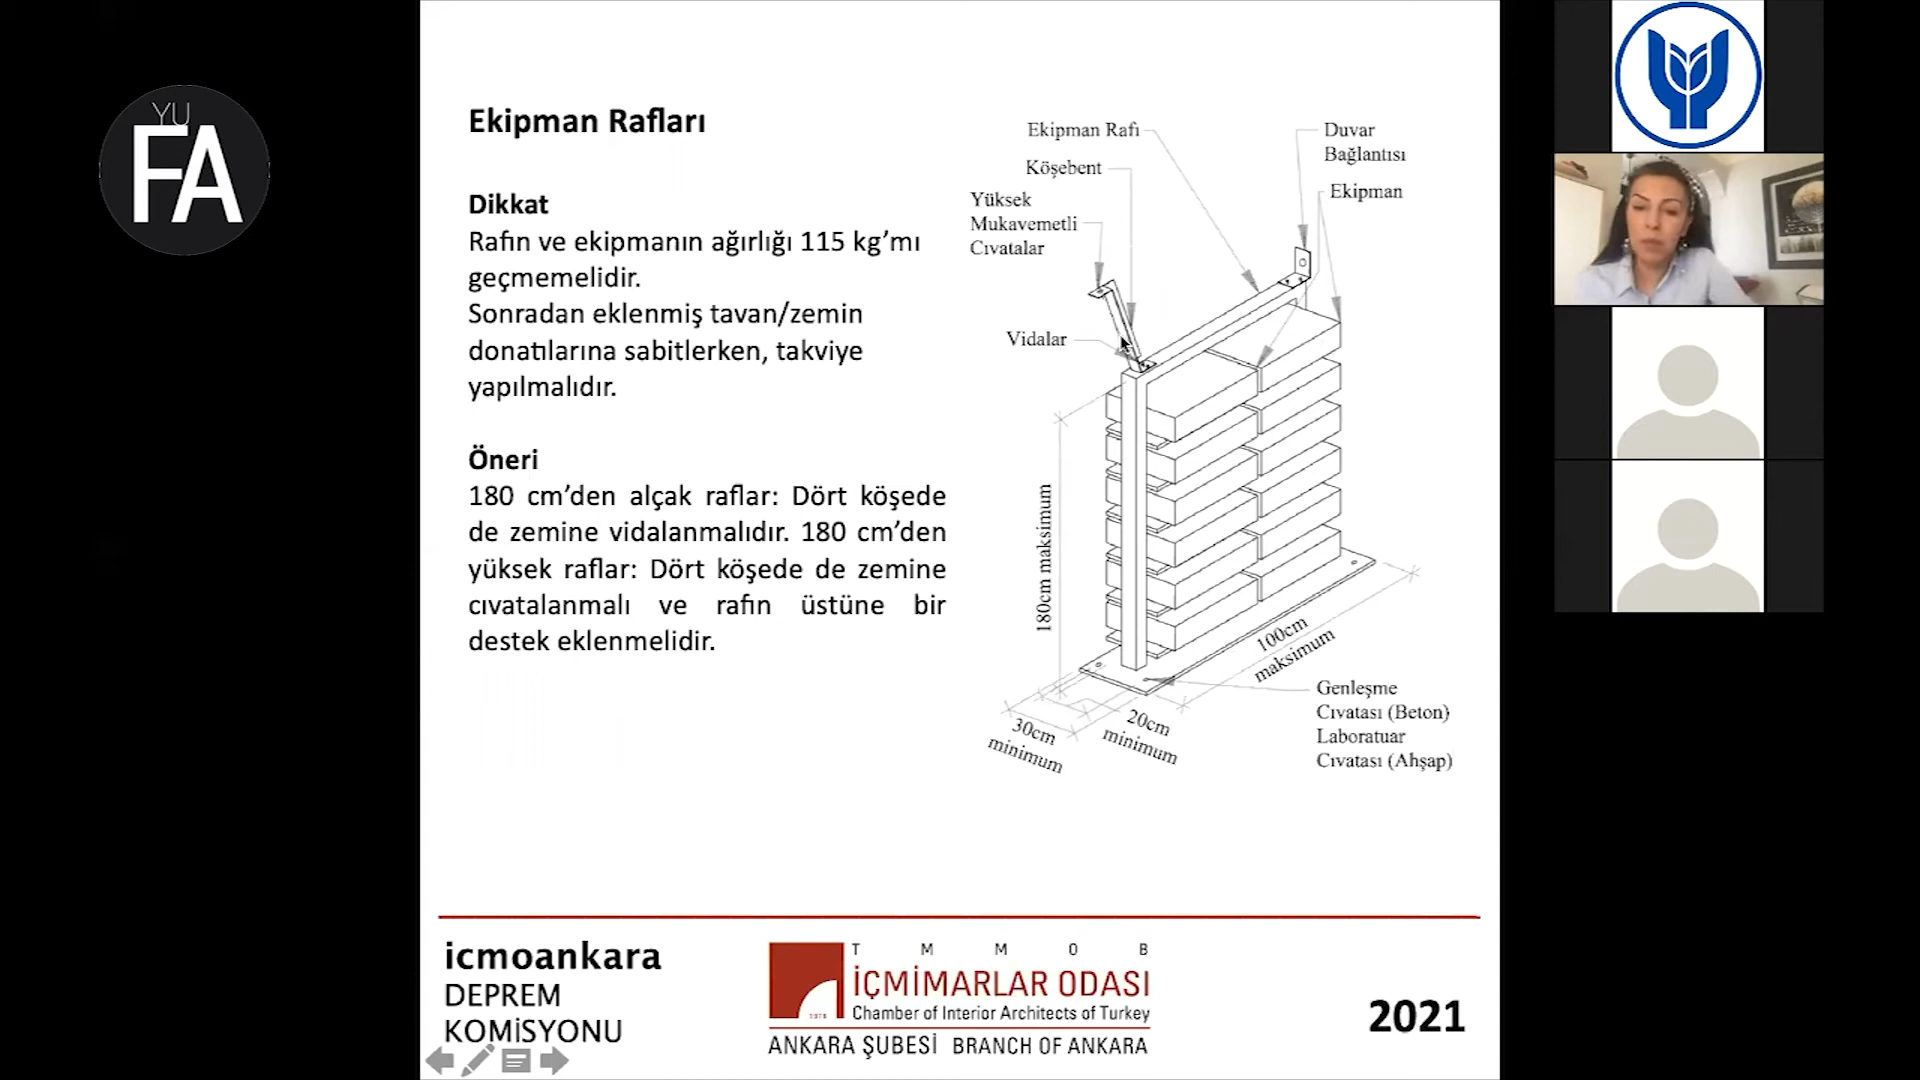 YU
FA
Ekipman Rafları
Dikkat
Rafın ve ekipmanın ağırlığı 115 kg’mı
geçmemelidir.
Sonradan eklenmiş tavan/zemin
donatılarına sabitlerken, takviye
yapılmalıdır.
Öneri
180 cm’den alçak raflar: Dört köşede
de zemine vidalanmalıdır. 180 cm’den
yüksek raflar: Dört köşede de zemine
cıvatalanmalı ve rafın üstüne bir
destek eklenmelidir.
Ekipman Rafı
Köşebent
Yüksek
Mukavemetli
Cıvatalar
Vidalar
Duvar
Bağlantısı
Ekipman
180cm maksimum
100cm
maksimum
30cm
minimum
20cm
minimum
Genleşme
Cıvatası (Beton)
Laboratuar
Cıvatası (Ahşap)
icmoankara
DEPREM
KOMİSYONU
T M M O B
İÇMİMARLAR ODASI
1976
Chamber of Interior Architects of Turkey
ANKARA ŞUBESİ BRANCH OF ANKARA
2021